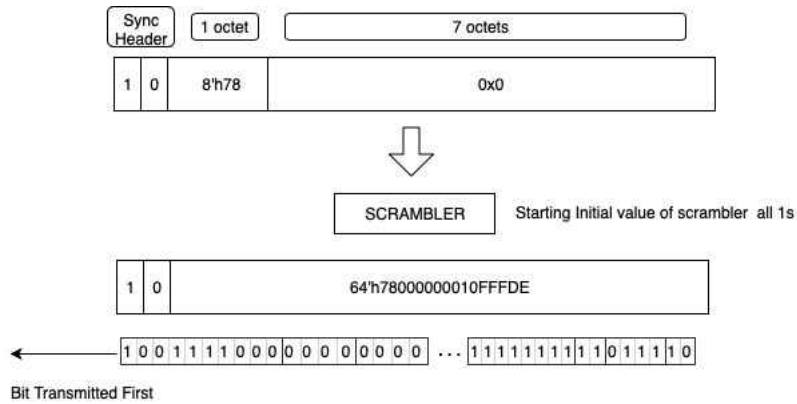 Sync Header
1 octet
7 octets
1 0 8'h78 0x0
SCRAMBLER
Starting Initial value of scrambler all 1s
1 0 64'h78000000010FFFDE
1 0 0 1 1 1 1 0 0 0 0 0 0 0 0 0 0 0 ... 1 1 1 1 1 1 1 1 1 1 0 1 1 1 1 0
Bit Transmitted First